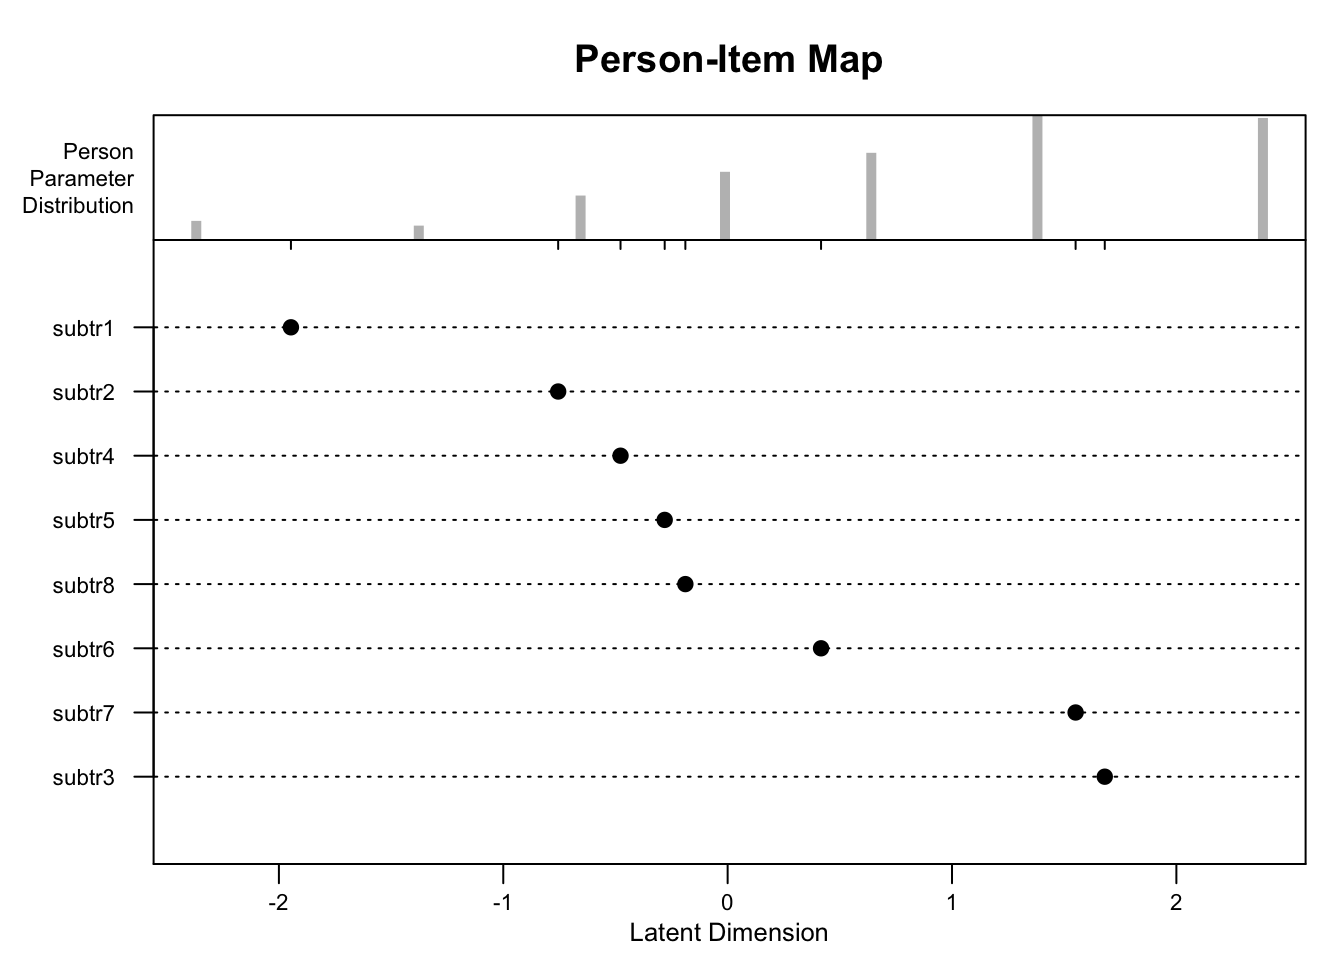 Person-Item Map
Person
Parameter
Distribution
subtr1
subtr2
subtr4
subtr5
subtr8
subtr6
subtr7
subtr3
-2 -1 0 1 2
Latent Dimension